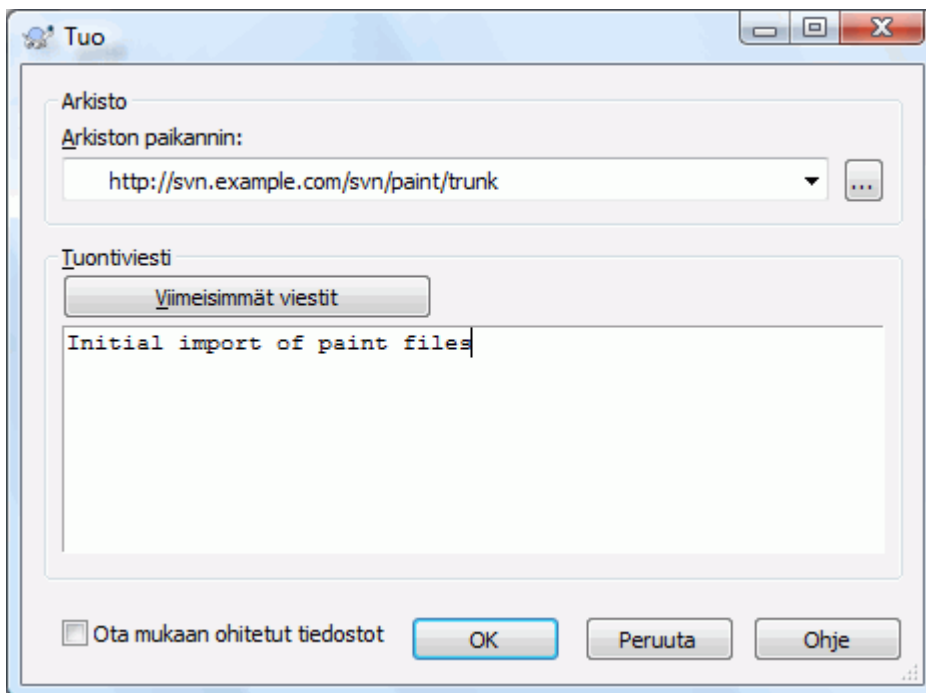 Tuo
Arkisto
Arkiston paikannin:
http://svn.example.com/svn/paint/trunk
...
Tuontiviesti
Viimeisimmät viestit
Initial import of paint files
Ota mukaan ohitetut tiedostot
OK
Peruuta
Ohje